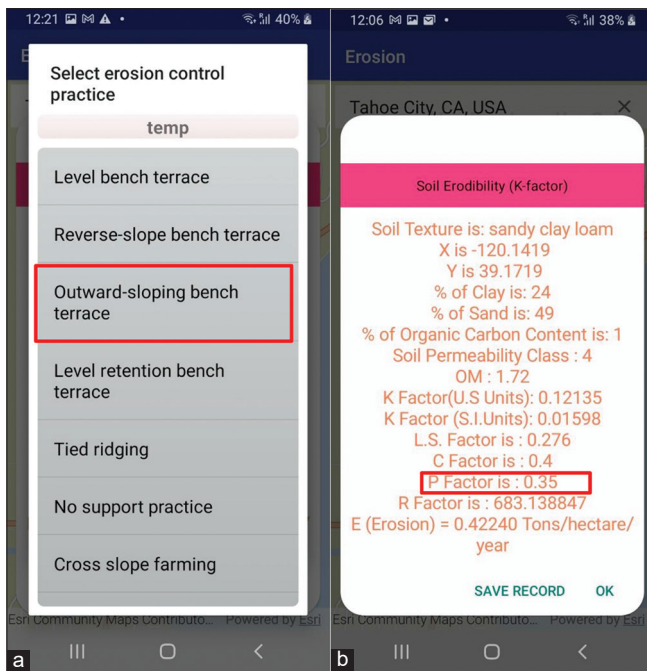 12:21 40%
E
Select erosion control
practice
temp
Level bench terrace
Reverse-slope bench terrace
Outward-sloping bench
terrace
Level retention bench
terrace
Tied ridging
No support practice
Cross slope farming
Esri Community Maps Contributo... Powered by Esri
a
12:06 38%
Erosion
Tahoe City, CA, USA
Soil Erodibility (K-factor)
Soil Texture is: sandy clay loam
X is -120.1419
Y is 39.1719
% of Clay is: 24
% of Sand is: 49
% of Organic Carbon Content is: 1
Soil Permeability Class : 4
OM : 1.72
K Factor(U.S Units): 0.12135
K Factor (S.I.Units): 0.01598
L.S. Factor is : 0.276
C Factor is : 0.4
P Factor is : 0.35
R Factor is : 683.138847
E (Erosion) = 0.42240 Tons/hectare/
year
SAVE RECORD OK
Esri Community Maps Contributo... Powered by Esri
b